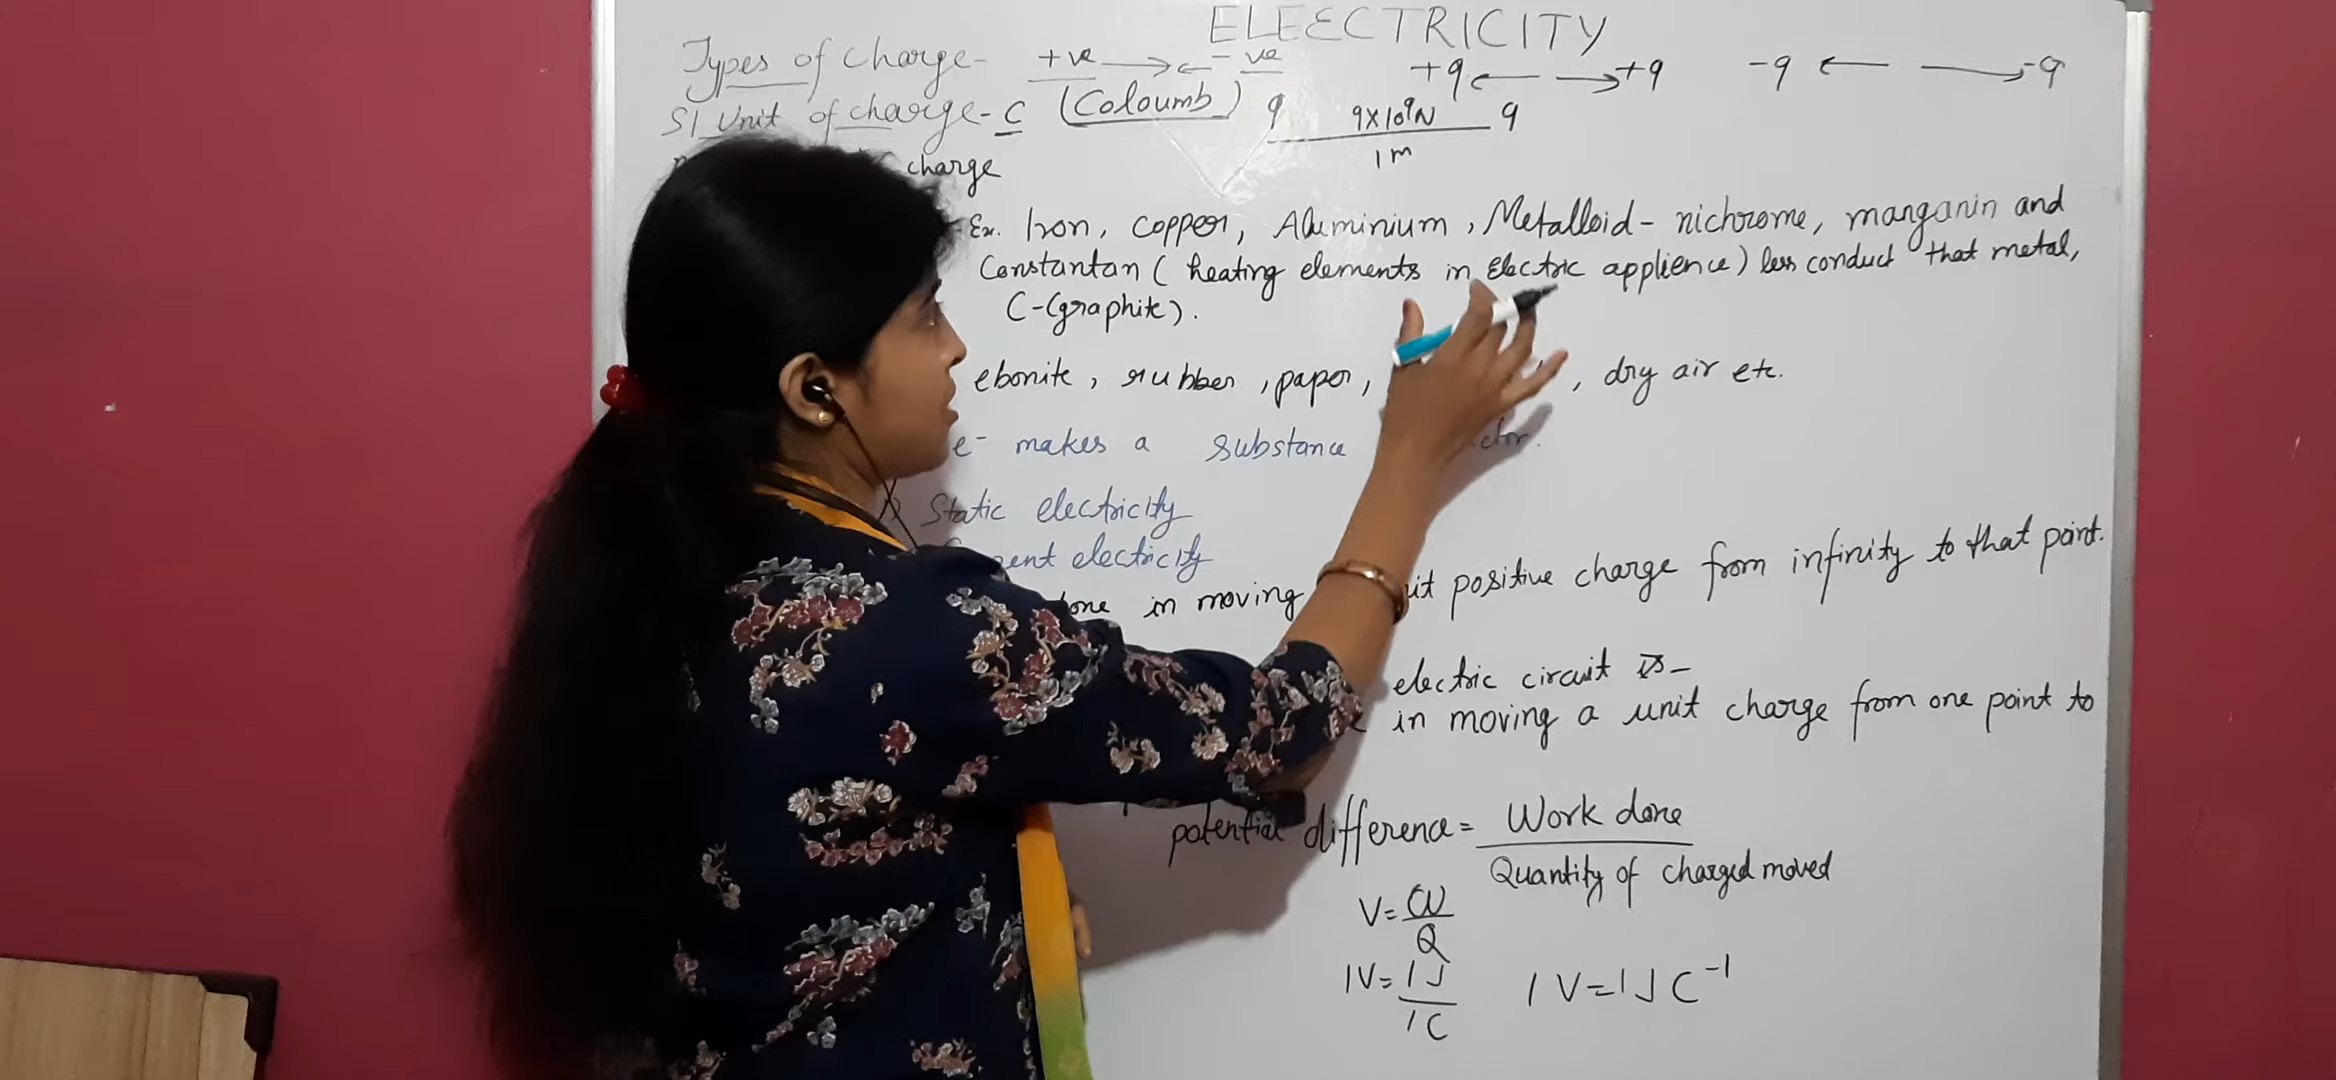 ELEECTRICITY
Types of charge- +ve → ← -ve +q ← → +q -q ← → -q
SI Unit of charge- C (Coloumb) q 9x10⁹N q
1m
charge
Ex. Iron, copper, Aluminium, Metalloid- nichrome, manganin and
Constantan ( heating elements in electric applience) less conduct that metal,
C-(graphite).
ebonite, rubber, paper, , dry air etc.
e- makes a substance
Static electricity
electricity
in moving positive charge from infinity to that point.
electric circuit is-
in moving a unit charge from one point to
potential difference = Work done
Quantity of charged moved
V= W
Q
1V= 1J 1V=1JC⁻¹
1C